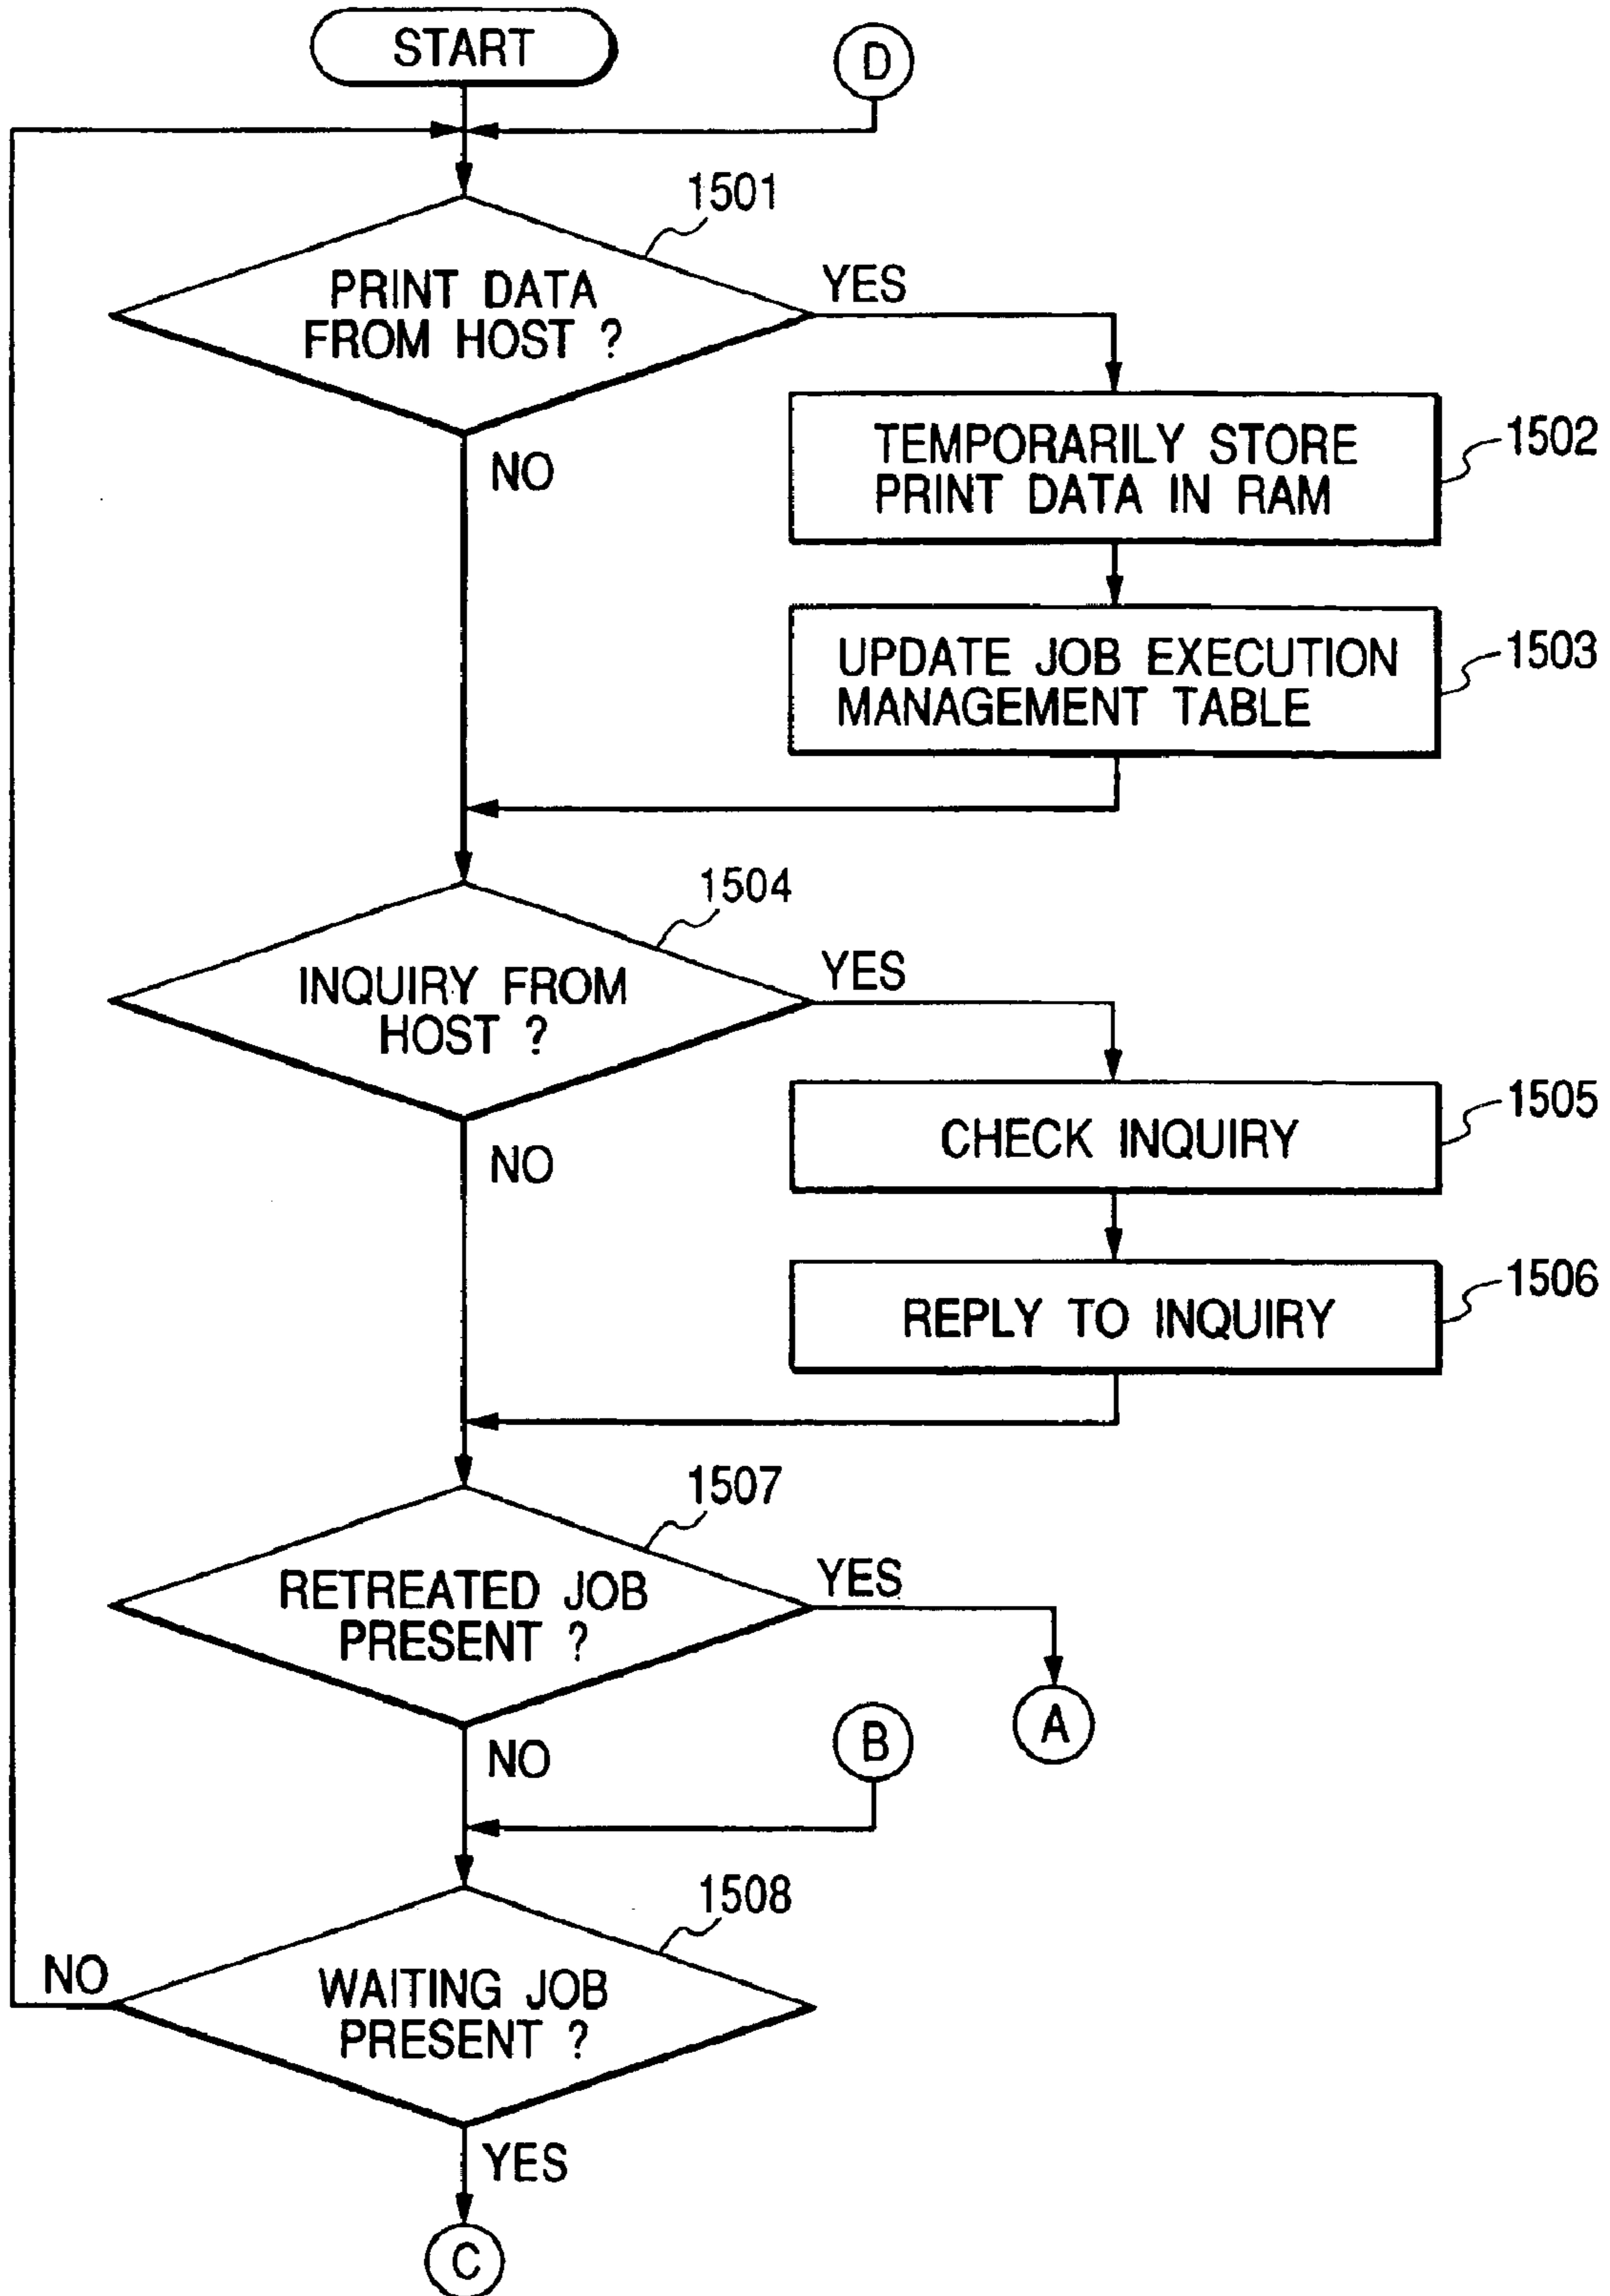 START
D
1501
PRINT DATA
FROM HOST ?
YES
NO
TEMPORARILY STORE
PRINT DATA IN RAM
1502
UPDATE JOB EXECUTION
MANAGEMENT TABLE
1503
1504
INQUIRY FROM
HOST ?
YES
NO
CHECK INQUIRY
1505
REPLY TO INQUIRY
1506
1507
RETREATED JOB
PRESENT ?
YES
A
NO
B
1508
WAITING JOB
PRESENT ?
NO
YES
C